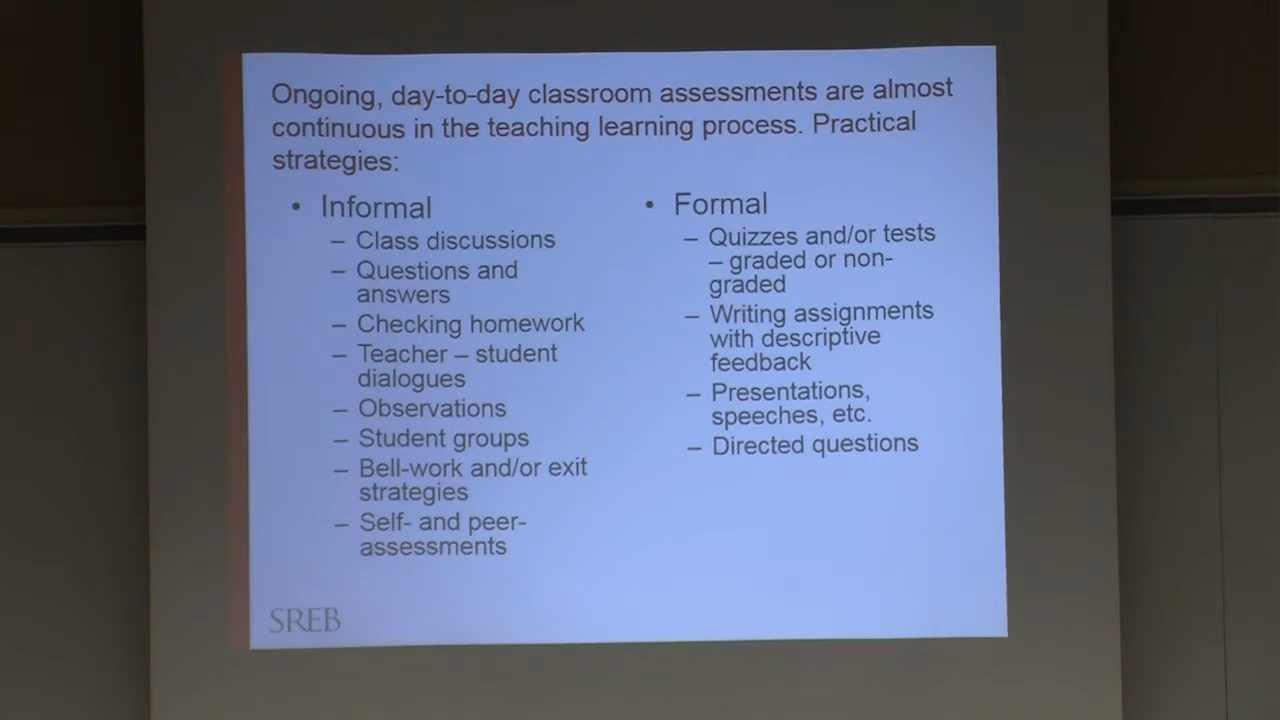 Ongoing, day-to-day classroom assessments are almost
continuous in the teaching learning process. Practical
strategies:
• Informal
– Class discussions
– Questions and
answers
– Checking homework
– Teacher – student
dialogues
– Observations
– Student groups
– Bell-work and/or exit
strategies
– Self- and peer-
assessments
• Formal
– Quizzes and/or tests
– graded or non-
graded
– Writing assignments
with descriptive
feedback
– Presentations,
speeches, etc.
– Directed questions
SREB